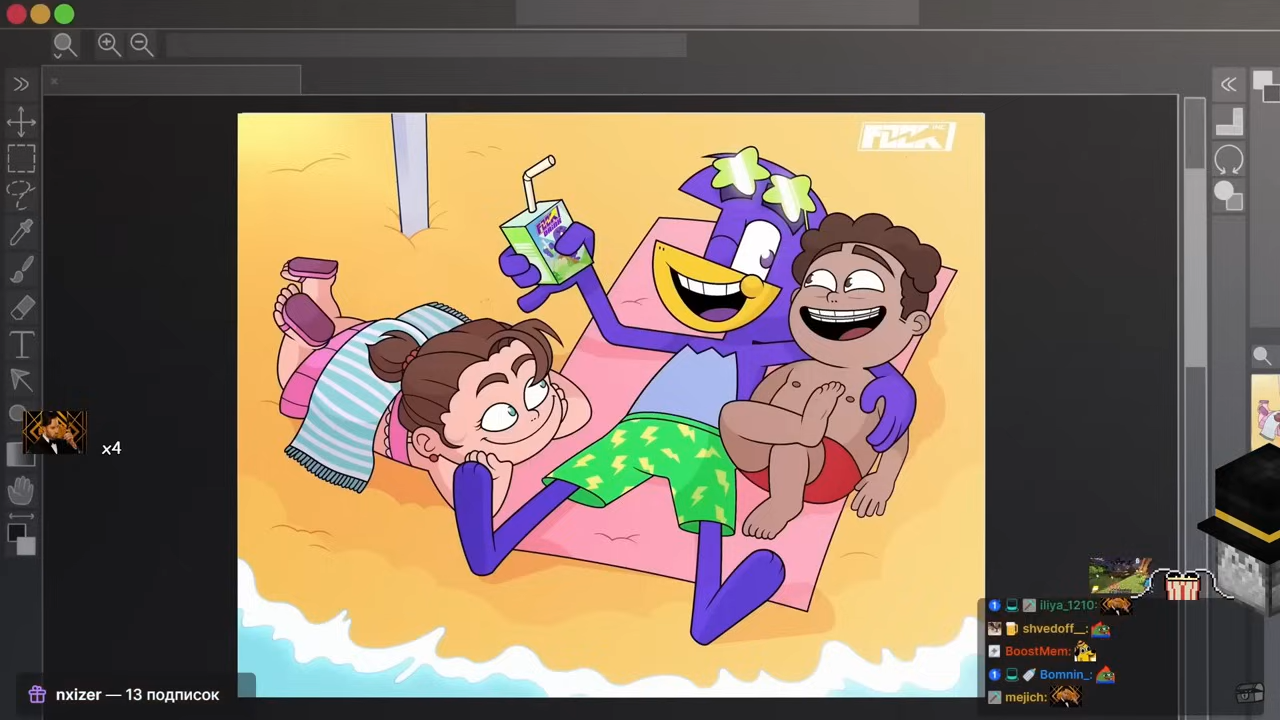 x4
iliya_1210:
shvedoff__:
BoostMem:
Bomnin_:
mejich:
nxizer — 13 подписок